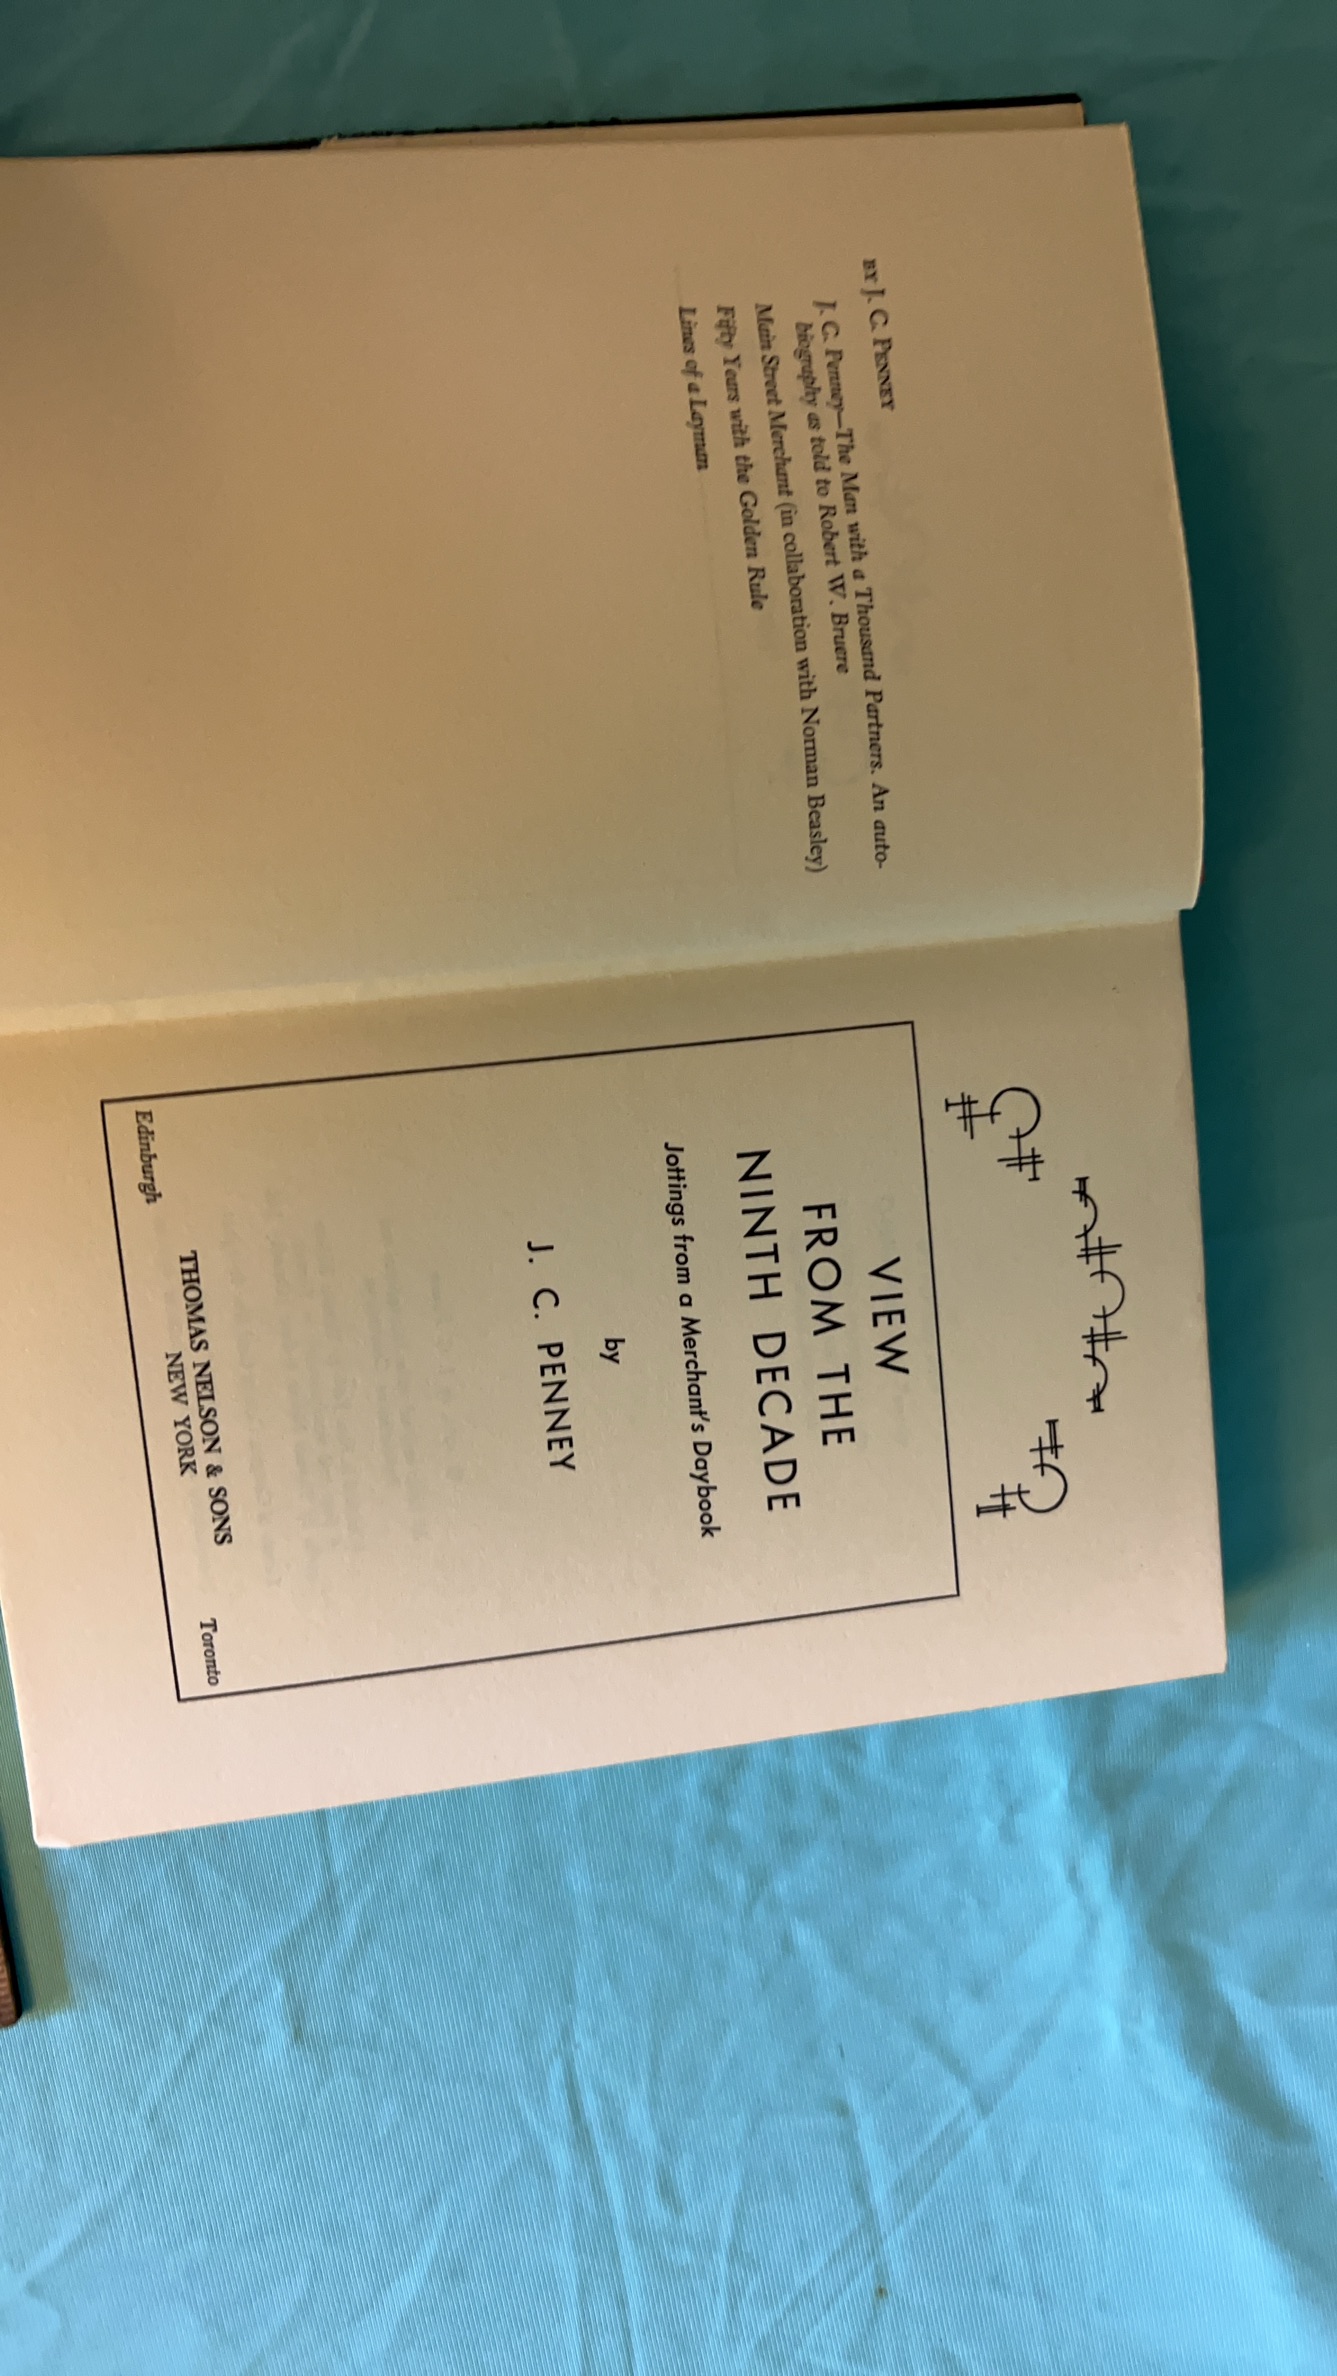 BY J. C. PENNEY
J. C. Penney—The Man with a Thousand Partners. An auto-
biography as told to Robert W. Bruere
Main Street Merchant (in collaboration with Norman Beasley)
Fifty Years with the Golden Rule
Lines of a Layman
VIEW
FROM THE
NINTH DECADE
Jottings from a Merchant's Daybook
by
J. C. PENNEY
THOMAS NELSON & SONS
Edinburgh NEW YORK Toronto